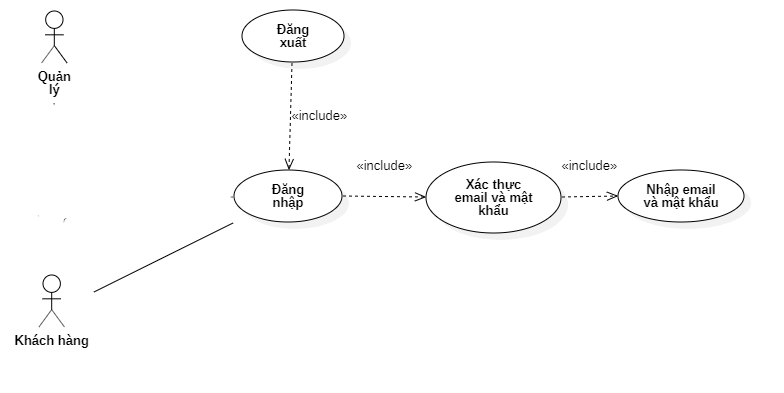 Đăng
xuất
Quản
lý
«include»
«include»
«include»
Đăng
nhập
Xác thực
email và mật
khẩu
Nhập email
và mật khẩu
Khách hàng